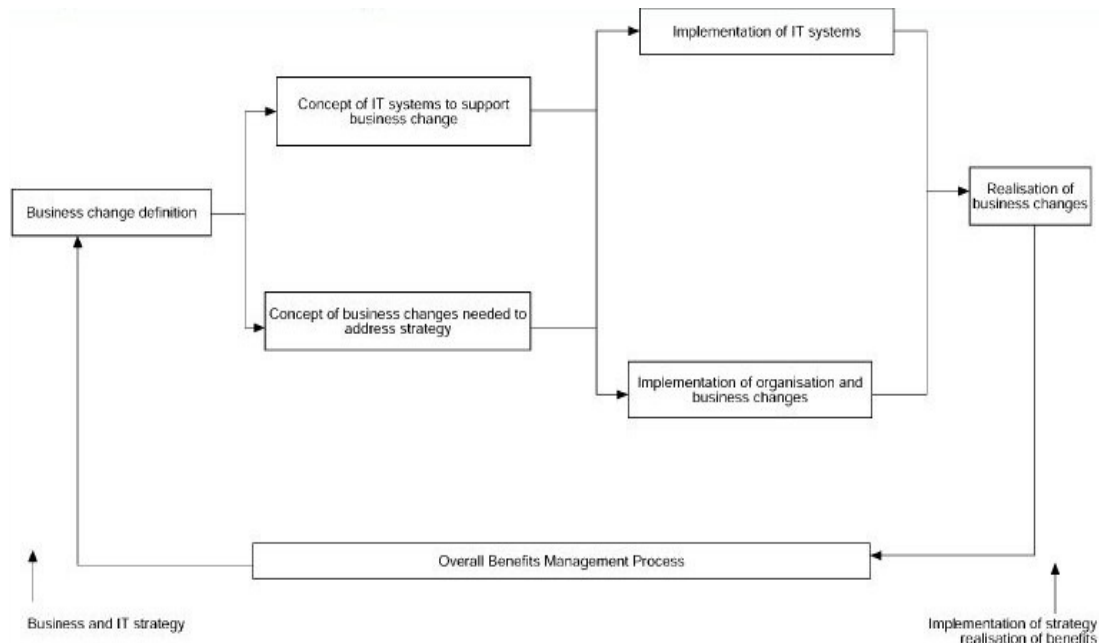 Implementation of IT systems
Concept of IT systems to support
business change
Realisation of
business changes
Business change definition
Concept of business changes needed to
address strategy
Implementation of organisation and
business changes
Overall Benefits Management Process
Business and IT strategy
Implementation of strategy
realisation of benefits